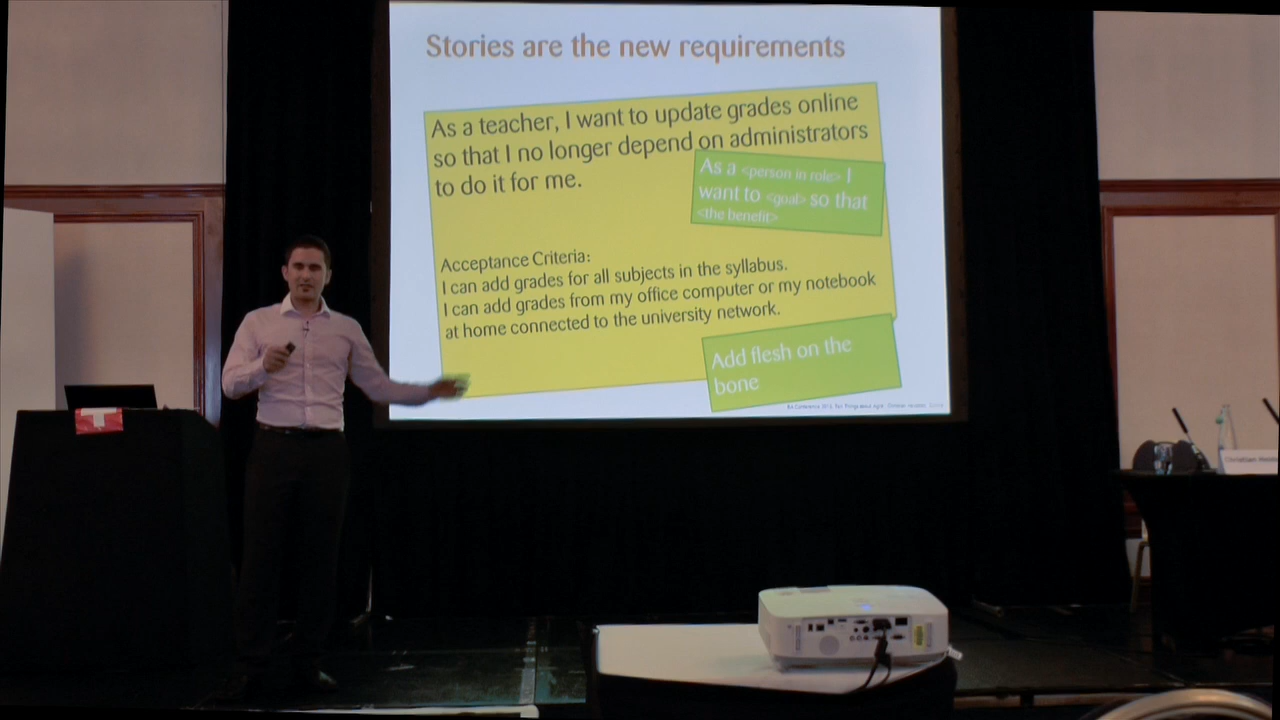 Stories are the new requirements
As a teacher, I want to update grades online
so that I no longer depend on administrators
to do it for me.
As a <person in role> I
want to <goal> so that
<the benefit>
Acceptance Criteria:
I can add grades for all subjects in the syllabus.
I can add grades from my office computer or my notebook
at home connected to the university network.
Add flesh on the
bone
BA Conference
T
Christian